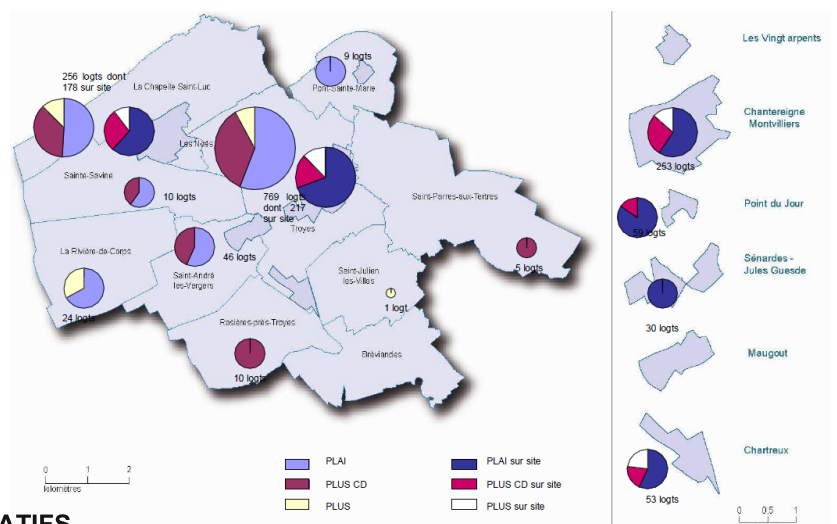 256 logts dont
178 sur site
La Chapelle Saint-Luc
9 logts
Pont-Sainte-Marie
Les Noës
Sainte-Savine
10 logts
769 logts
dont 217
sur site
Troyes
Saint-Parres-aux-Tertres
5 logts
La Rivière-de-Corps
24 logts
Saint-André
les-Vergers
46 logts
Saint-Julien
les-Villas
1 logt
Rosières-près-Troyes
10 logts
Bréviandes
0 1 2
kilomètres
PLAI
PLUS CD
PLUS
PLAI sur site
PLUS CD sur site
PLUS sur site
Les Vingt arpents
Chantereigne
Montvilliers
253 logts
Point du Jour
59 logts
Sénardes -
Jules Guesde
30 logts
Maugout
Chartreux
53 logts
0 0,5 1